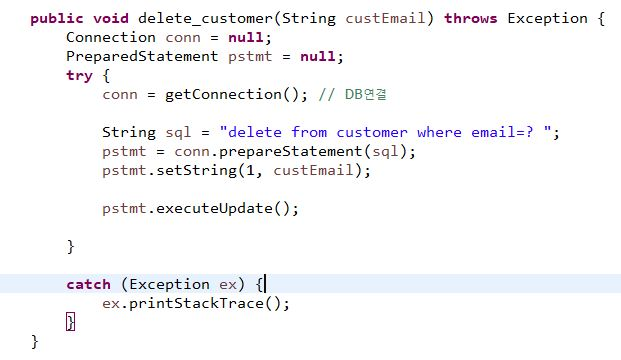 public void delete_customer(String custEmail) throws Exception {
Connection conn = null;
PreparedStatement pstmt = null;
try {
conn = getConnection(); // DB연결
String sql = "delete from customer where email=? ";
pstmt = conn.prepareStatement(sql);
pstmt.setString(1, custEmail);
pstmt.executeUpdate();
}
catch (Exception ex) {
ex.printStackTrace();
}
}